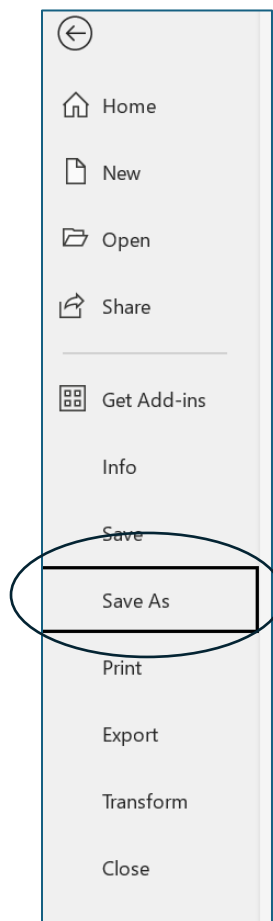 Home
New
Open
Share
Get Add-ins
Info
Save
Save As
Print
Export
Transform
Close